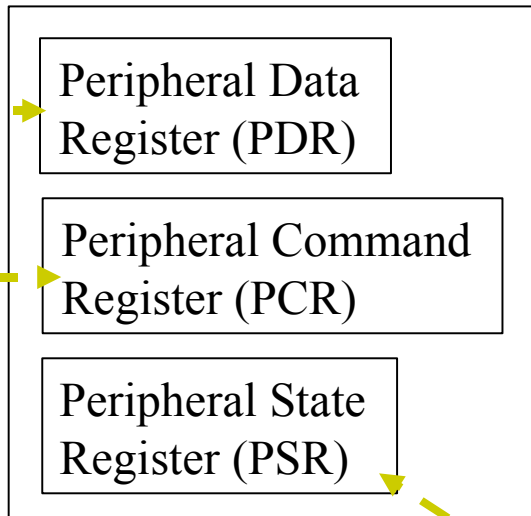 Peripheral Data
Register (PDR)
Peripheral Command
Register (PCR)
Peripheral State
Register (PSR)